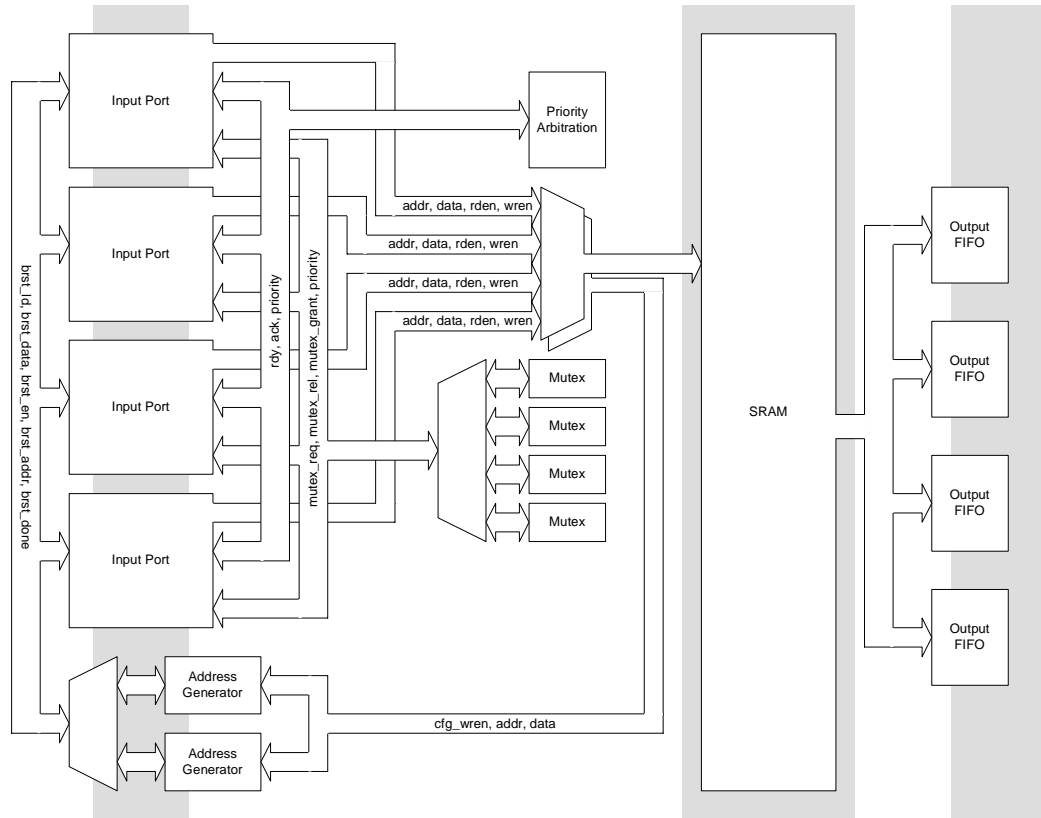 Input Port
Priority
Arbitration
addr, data, rden, wren
Input Port
addr, data, rden, wren
addr, data, rden, wren
addr, data, rden, wren
Output
FIFO
brst_ld, brst_data, brst_en, brst_addr, brst_done
rdy, ack, priority
mutex_req, mutex_rel, mutex_grant, priority
Input Port
Mutex
Mutex
Mutex
Mutex
SRAM
Output
FIFO
Output
FIFO
Input Port
Output
FIFO
Address
Generator
cfg_wren, addr, data
Address
Generator